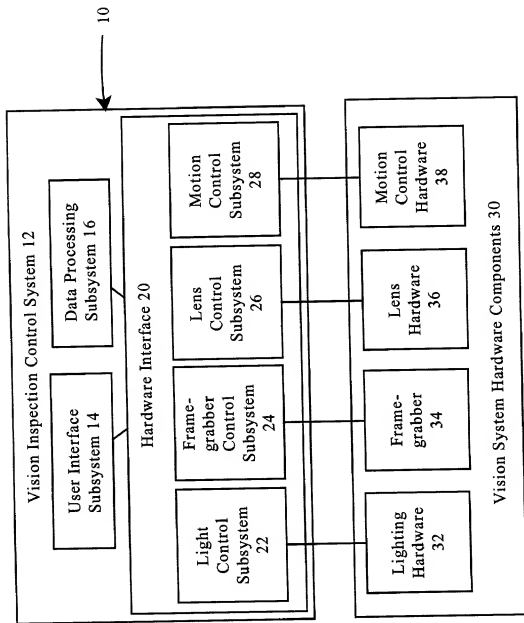 10
Vision Inspection Control System 12
User Interface
Subsystem 14
Data Processing
Subsystem 16
Hardware Interface 20
Light
Control
Subsystem
22
Frame-
grabber
Control
Subsystem
24
Lens
Control
Subsystem
26
Motion
Control
Subsystem
28
Lighting
Hardware
32
Frame-
grabber
34
Lens
Hardware
36
Motion
Control
Hardware
38
Vision System Hardware Components 30